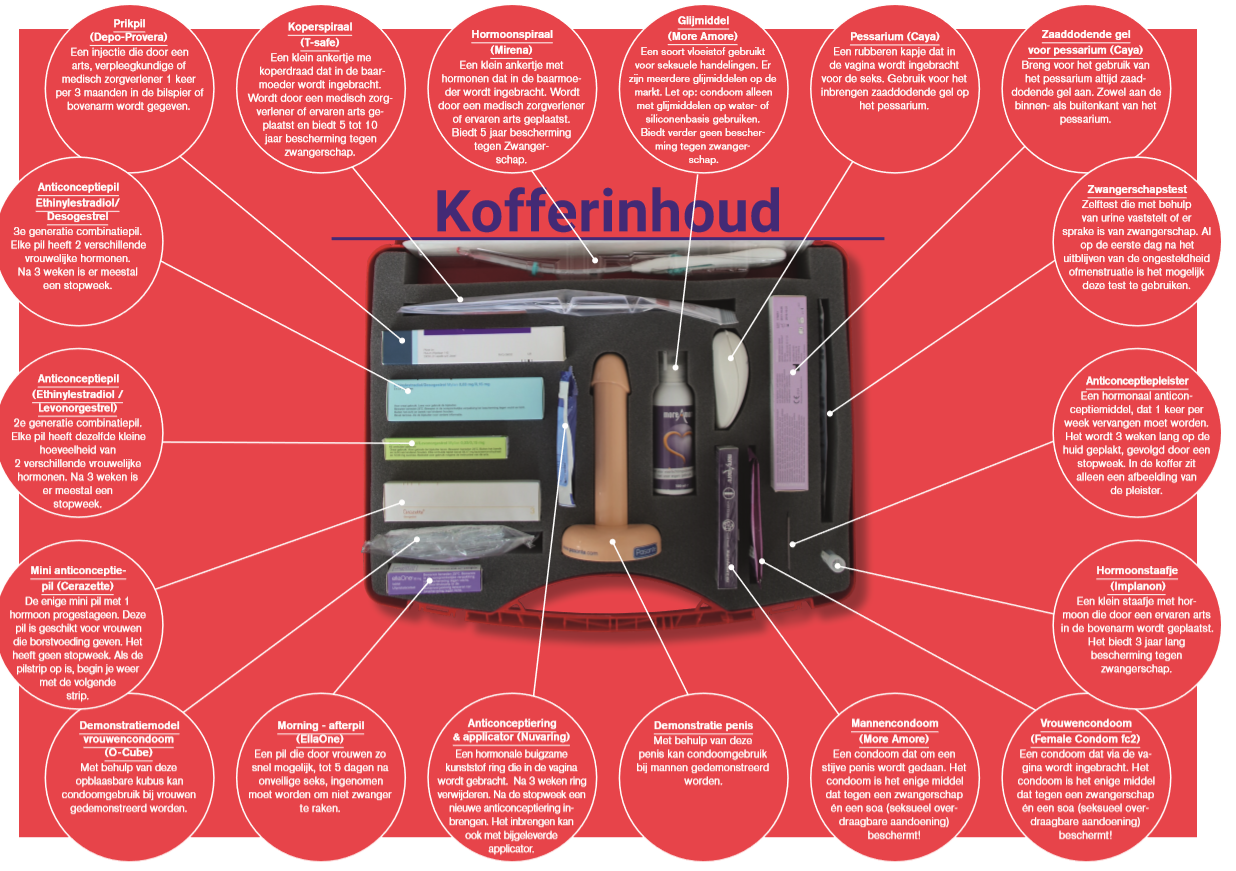 Prikpil
(Depo-Provera)
Een injectie die door een
arts, verpleegkundige of
medisch zorgverlener 1 keer
per 3 maanden in de bilspier of
bovenarm wordt gegeven.
Koperspiraal
(T-safe)
Een klein ankertje me
koperdraad dat in de baar-
moeder wordt ingebracht.
Wordt door een medisch zorg-
verlener of ervaren arts ge-
plaatst en biedt 5 tot 10
jaar bescherming tegen
zwangerschap.
Hormoonspiraal
(Mirena)
Een klein ankertje met
hormonen dat in de baarmoe-
der wordt ingebracht. Wordt
door een medisch zorgverlener
of ervaren arts geplaatst.
Biedt 5 jaar bescherming
tegen Zwanger-
schap.
Glijmiddel
(More Amore)
Een soort vloeistof gebruikt
voor seksuele handelingen. Er
zijn meerdere glijmiddelen op de
markt. Let op: condoom alleen
met glijmiddelen op water- of
siliconenbasis gebruiken.
Biedt verder geen bescher-
ming tegen zwanger-
schap.
Pessarium (Caya)
Een rubberen kapje dat in
de vagina wordt ingebracht
voor de seks. Gebruik voor het
inbrengen zaaddodende gel op
het pessarium.
Zaaddodende gel
voor pessarium (Caya)
Breng voor het gebruik van
het pessarium altijd zaad-
dodende gel aan. Zowel aan de
binnen- als buitenkant van het
pessarium.
Kofferinhoud
Anticonceptiepil
Ethinylestradiol/
Desogestrel
3e generatie combinatiepil.
Elke pil heeft 2 verschillende
vrouwelijke hormonen.
Na 3 weken is er meestal
een stopweek.
Zwangerschapstest
Zelftest die met behulp
van urine vaststelt of er
sprake is van zwangerschap. Al
op de eerste dag na het
uitblijven van de ongesteldheid
ofmenstruatie is het mogelijk
deze test te gebruiken.
Anticonceptiepil
(Ethinylestradiol /
Levonorgestrel)
2e generatie combinatiepil.
Elke pil heeft dezelfde kleine
hoeveelheid van
2 verschillende vrouwelijke
hormonen. Na 3 weken is
er meestal een
stopweek.
Anticonceptiepleister
Een hormonaal anticon-
ceptiemiddel, dat 1 keer per
week vervangen moet worden.
Het wordt 3 weken lang op de
huid geplakt, gevolgd door een
stopweek. In de koffer zit
alleen een afbeelding van
de pleister.
Mini anticonceptie-
pil (Cerazette)
De enige mini pil met 1
hormoon progestageen. Deze
pil is geschikt voor vrouwen
die borstvoeding geven. Het
heeft geen stopweek. Als de
pilstrip op is, begin je weer
met de volgende
strip.
Hormoonstaafje
(Implanon)
Een klein staafje met hor-
moon die door een ervaren arts
in de bovenarm wordt geplaatst.
Het biedt 3 jaar lang
bescherming tegen
zwangerschap.
ellaOne
Pasante
Demonstratiemodel
vrouwencondoom
(O-Cube)
Met behulp van deze
opblaasbare kubus kan
condoomgebruik bij vrouwen
gedemonstreerd worden.
Morning - afterpil
(EllaOne)
Een pil die door vrouwen zo
snel mogelijk, tot 5 dagen na
onveilige seks, ingenomen
moet worden om niet zwanger
te raken.
Anticonceptiering
& applicator (Nuvaring)
Een hormonale buigzame
kunststof ring die in de vagina
wordt gebracht. Na 3 weken ring
verwijderen. Na de stopweek een
nieuwe anticonceptiering in-
brengen. Het inbrengen kan
ook met bijgeleverde
applicator.
Demonstratie penis
Met behulp van deze
penis kan condoomgebruik
bij mannen gedemonstreerd
worden.
Mannencondoom
(More Amore)
Een condoom dat om een
stijve penis wordt gedaan. Het
condoom is het enige middel
dat tegen een zwangerschap
én een soa (seksueel over-
draagbare aandoening)
beschermt!
Vrouwencondoom
(Female Condom fc2)
Een condoom dat via de va-
gina wordt ingebracht. Het
condoom is het enige middel
dat tegen een zwangerschap
én een soa (seksueel over-
draagbare aandoening)
beschermt!